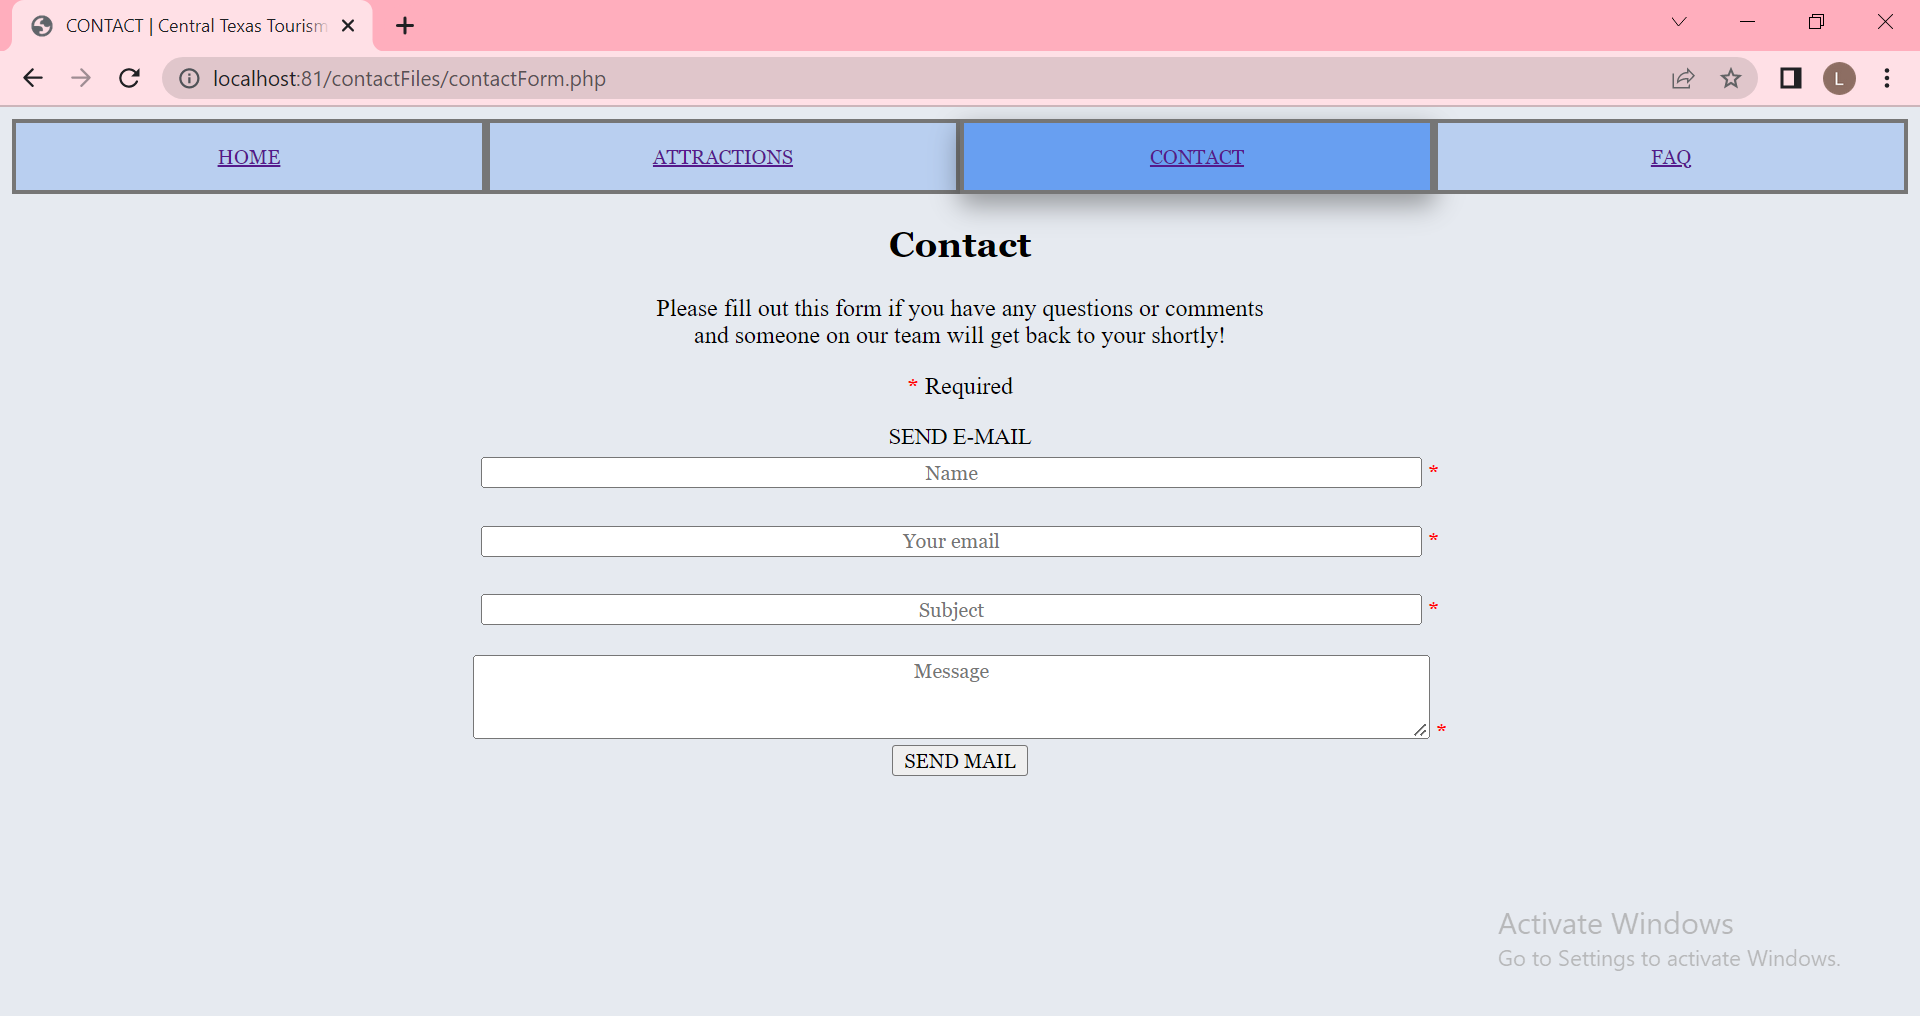 CONTACT | Central Texas Tourism
localhost:81/contactFiles/contactForm.php
L
HOME
ATTRACTIONS
CONTACT
FAQ
Contact
Please fill out this form if you have any questions or comments
and someone on our team will get back to your shortly!
* Required
SEND E-MAIL
Name *
Your email *
Subject *
Message
*
SEND MAIL
Activate Windows
Go to Settings to activate Windows.